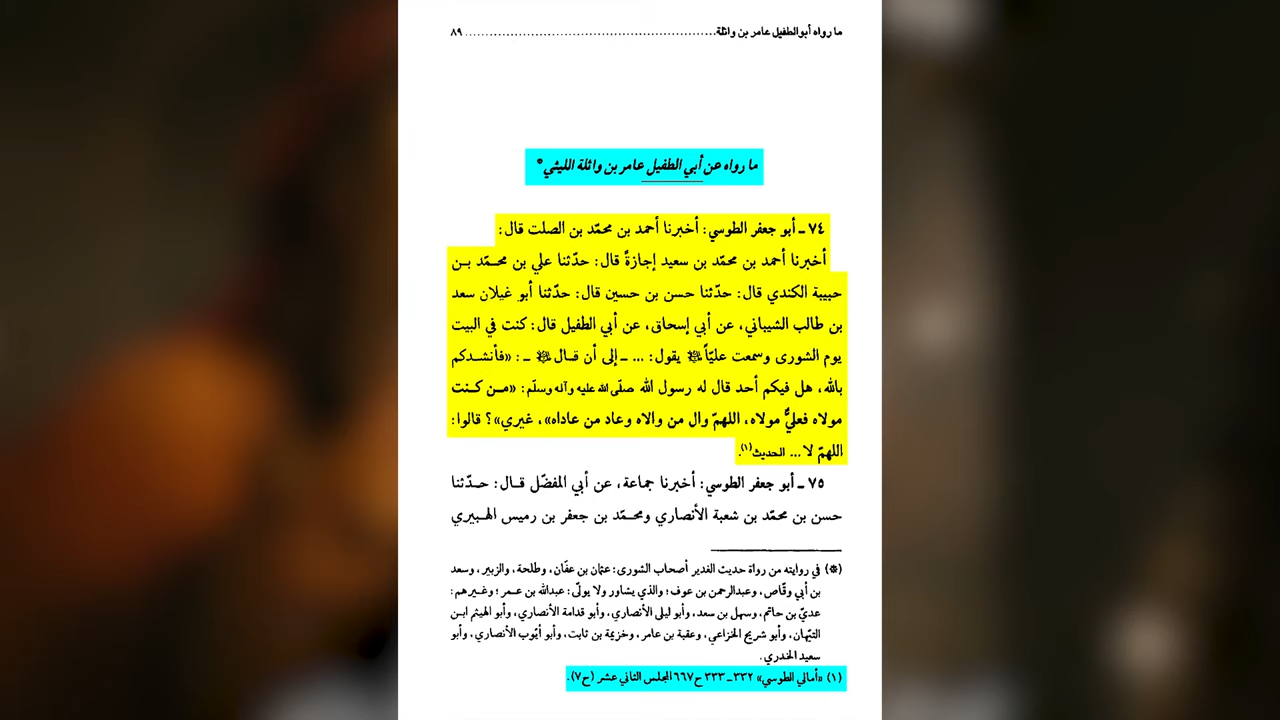 ما رواه أبو الطفيل عامر بن واثلة............................................................ ٨٩
ما رواه عن أبي الطفيل عامر بن واثلة الليثي *
٧٤ ـ أبو جعفر الطوسي: أخبرنا أحمد بن محمّد بن الصلت قال:
أخبرنا أحمد بن محمّد بن سعيد إجازةً قال: حدّثنا علي بن محمّد بن
حبيبة الكندي قال: حدّثنا حسن بن حسين قال: حدّثنا أبو غيلان سعد
بن طالب الشيباني، عن أبي إسحاق، عن أبي الطفيل قال: كنت في البيت
يوم الشورى وسمعت عليّاً ﷷ يقول: ... ـ إلى أن قال ﷷ ـ : «فأنشدكم
بالله، هل فيكم أحد قال له رسول الله صلّى الله عليه وآله وسلّم: «من كنت
مولاه فعليٌّ مولاه، اللهمّ وال من والاه وعاد من عاداه»، غيري»؟ قالوا:
اللهمّ لا ... الحديث(١).
٧٥ ـ أبو جعفر الطوسي: أخبرنا جماعة، عن أبي المفضّل قال: حدّثنا
حسن بن محمّد بن شعبة الأنصاري ومحمّد بن جعفر بن رميس الهبيري
(*) في روايته من رواة حديث الغدير أصحاب الشورى: عثمان بن عفّان، وطلحة، والزبير، وسعد
بن أبي وقّاص، وعبدالرحمن بن عوف؛ والذي يشاور ولا يولّى: عبدالله بن عمر؛ وغيرهم:
عديّ بن حاتم، وسهل بن سعد، وأبو ليلى الأنصاري، وأبو قدامة الأنصاري، وأبو الهيثم ابن
التيّهان، وأبو شريح الخزاعي، وعقبة بن عامر، وخزيمة بن ثابت، وأبو أيّوب الأنصاري، وأبو
سعيد الخدري.
(١) «أمالي الطوسي» ٣٣٢ ـ ٣٣٣ ح٦٦٧ المجلس الثاني عشر (ح٧).